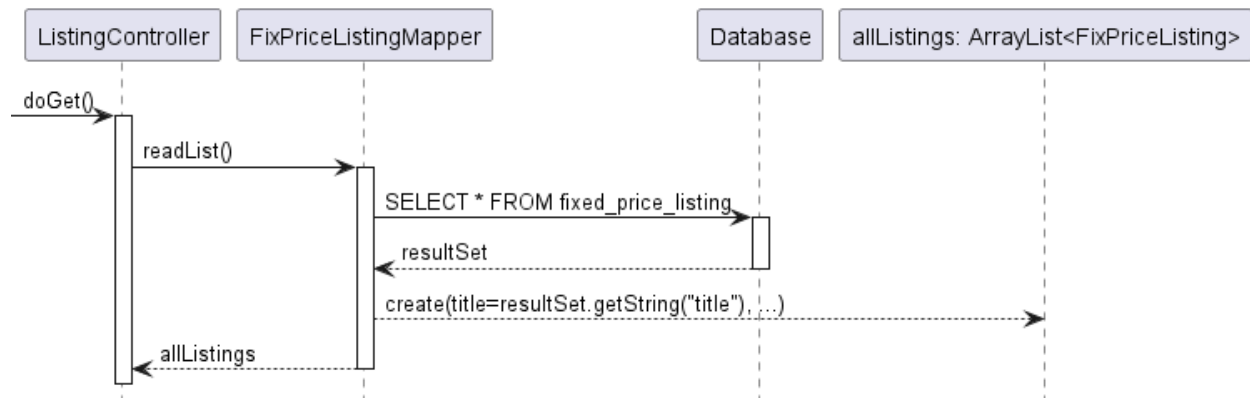 ListingController
FixPriceListingMapper
Database
allListings: ArrayList<FixPriceListing>
doGet()
readList()
SELECT * FROM fixed_price_listing
resultSet
create(title=resultSet.getString("title"), ...)
allListings